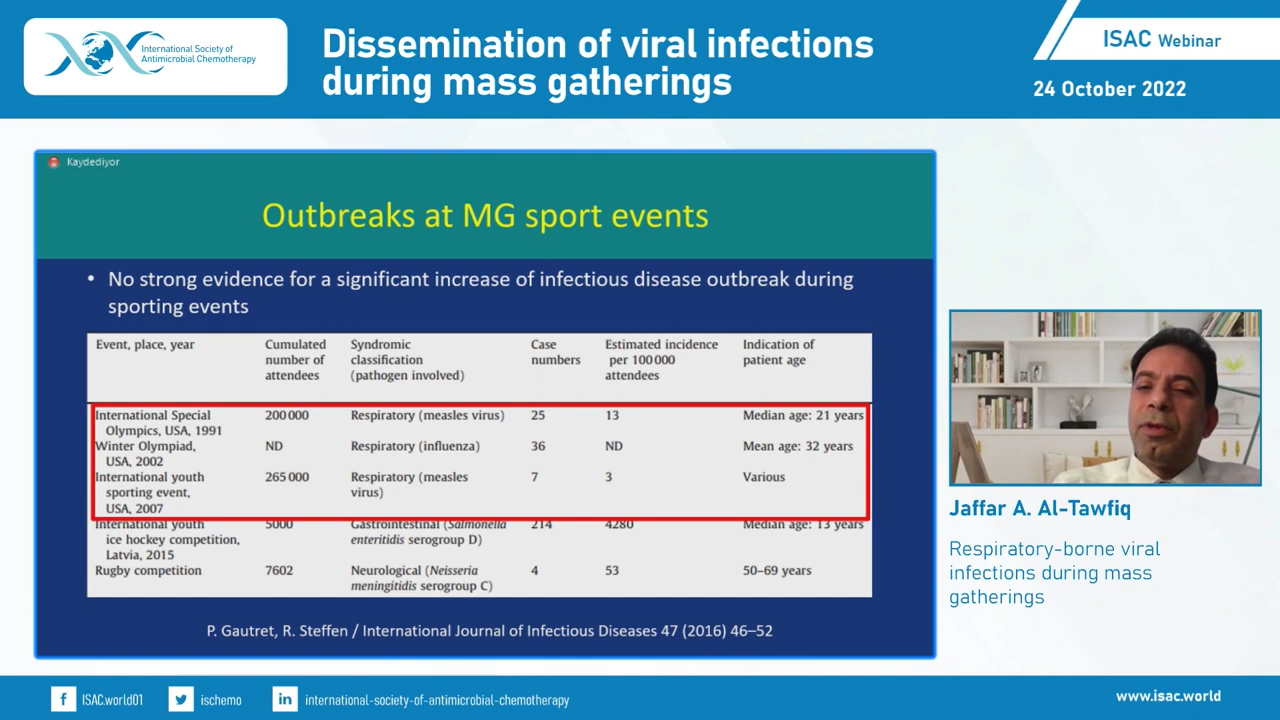 International Society of
Antimicrobial Chemotherapy
Dissemination of viral infections
during mass gatherings
ISAC Webinar
24 October 2022
Kaydediyor
Outbreaks at MG sport events
• No strong evidence for a significant increase of infectious disease outbreak during
sporting events
Event, place, year
Cumulated
number of
attendees
Syndromic
classification
(pathogen involved)
Case
numbers
Estimated incidence
per 100 000
attendees
Indication of
patient age
International Special
Olympics, USA, 1991
200 000
Respiratory (measles virus)
25
13
Median age: 21 years
Winter Olympiad,
USA, 2002
ND
Respiratory (influenza)
36
ND
Mean age: 32 years
International youth
sporting event,
USA, 2007
265 000
Respiratory (measles
virus)
7
3
Various
International youth
ice hockey competition,
Latvia, 2015
5000
Gastrointestinal (Salmonella
enteritidis serogroup D)
214
4280
Median age: 13 years
Rugby competition
7602
Neurological (Neisseria
meningitidis serogroup C)
4
53
50–69 years
P. Gautret, R. Steffen / International Journal of Infectious Diseases 47 (2016) 46–52
Jaffar A. Al-Tawfiq
Respiratory-borne viral
infections during mass
gatherings
f ISAC.world01
ischemo
in international-society-of-antimicrobial-chemotherapy
www.isac.world